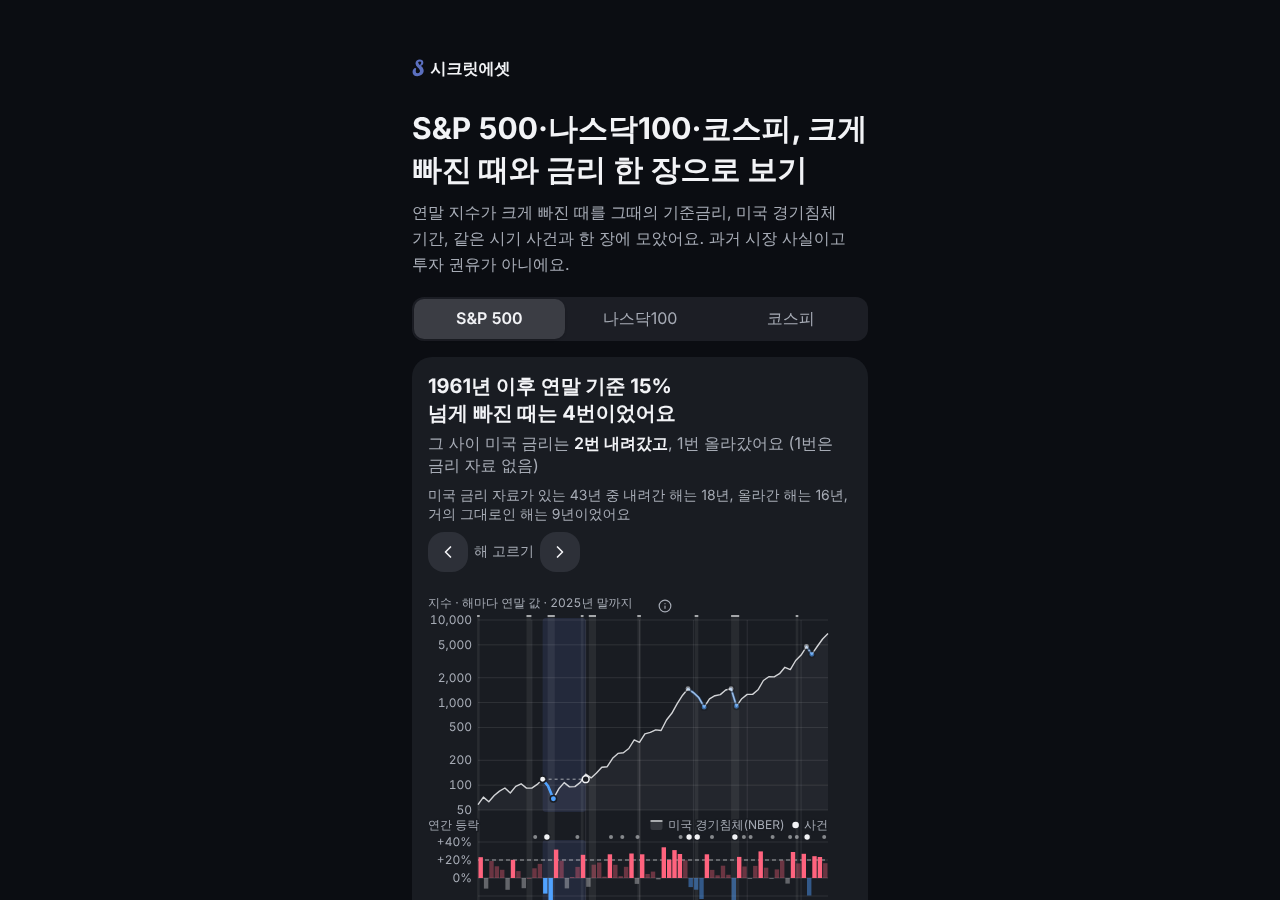 시크릿에셋
S&P 500·나스닥100·코스피, 크게
빠진 때와 금리 한 장으로 보기
연말 지수가 크게 빠진 때를 그때의 기준금리, 미국 경기침체
기간, 같은 시기 사건과 한 장에 모았어요. 과거 시장 사실이고
투자 권유가 아니에요.
S&P 500 나스닥100 코스피
1961년 이후 연말 기준 15%
넘게 빠진 때는 4번이었어요
그 사이 미국 금리는 2번 내려갔고, 1번 올라갔어요 (1번은
금리 자료 없음)
미국 금리 자료가 있는 43년 중 내려간 해는 18년, 올라간 해는 16년,
거의 그대로인 해는 9년이었어요
해 고르기
지수 · 해마다 연말 값 · 2025년 말까지
10,000
5,000
2,000
1,000
500
200
100
50
연간 등락 미국 경기침체(NBER) 사건
+40%
+20%
0%